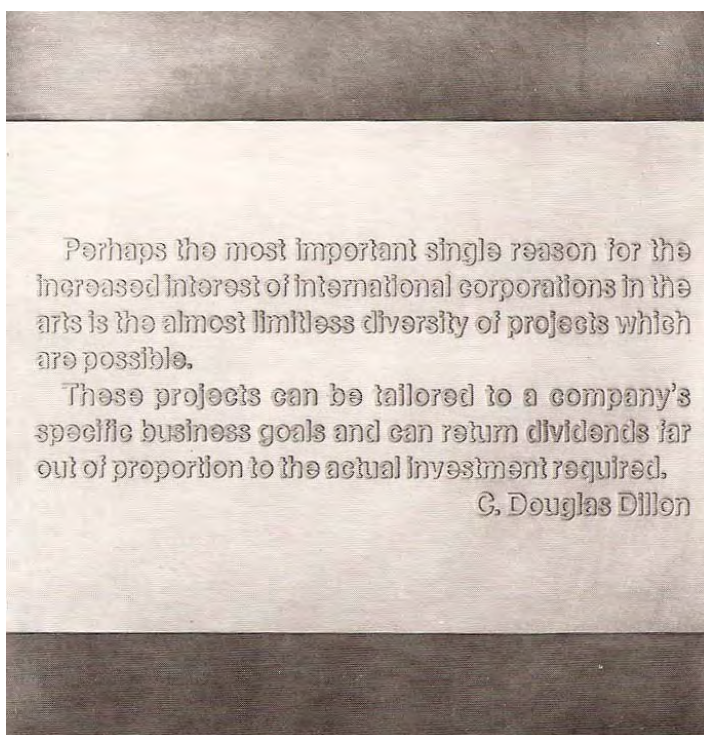 Perhaps the most important single reason for the
increased interest of international corporations in the
arts is the almost limitless diversity of projects which
are possible.
These projects can be tailored to a company's
specific business goals and can return dividends far
out of proportion to the actual investment required.
C. Douglas Dillon